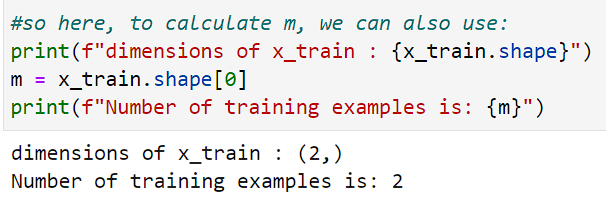 #so here, to calculate m, we can also use:
print(f"dimensions of x_train : {x_train.shape}")
m = x_train.shape[0]
print(f"Number of training examples is: {m}")
dimensions of x_train : (2,)
Number of training examples is: 2